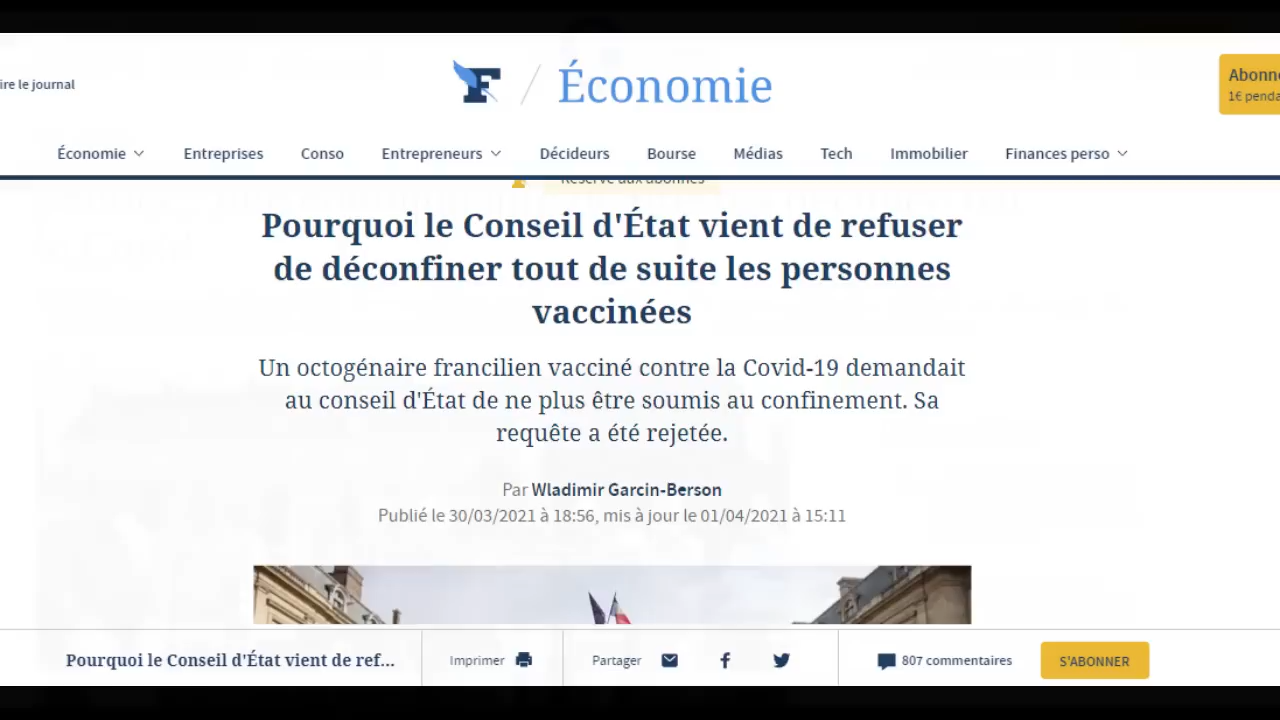 ire le journal
F / Économie
Abonn
1€ penda
Économie Entreprises Conso Entrepreneurs Décideurs Bourse Médias Tech Immobilier Finances perso
Réservé aux abonnés
Pourquoi le Conseil d'État vient de refuser
de déconfiner tout de suite les personnes
vaccinées
Un octogénaire francilien vacciné contre la Covid-19 demandait
au conseil d'État de ne plus être soumis au confinement. Sa
requête a été rejetée.
Par Wladimir Garcin-Berson
Publié le 30/03/2021 à 18:56, mis à jour le 01/04/2021 à 15:11
Pourquoi le Conseil d'État vient de ref... Imprimer Partager 807 commentaires S'ABONNER